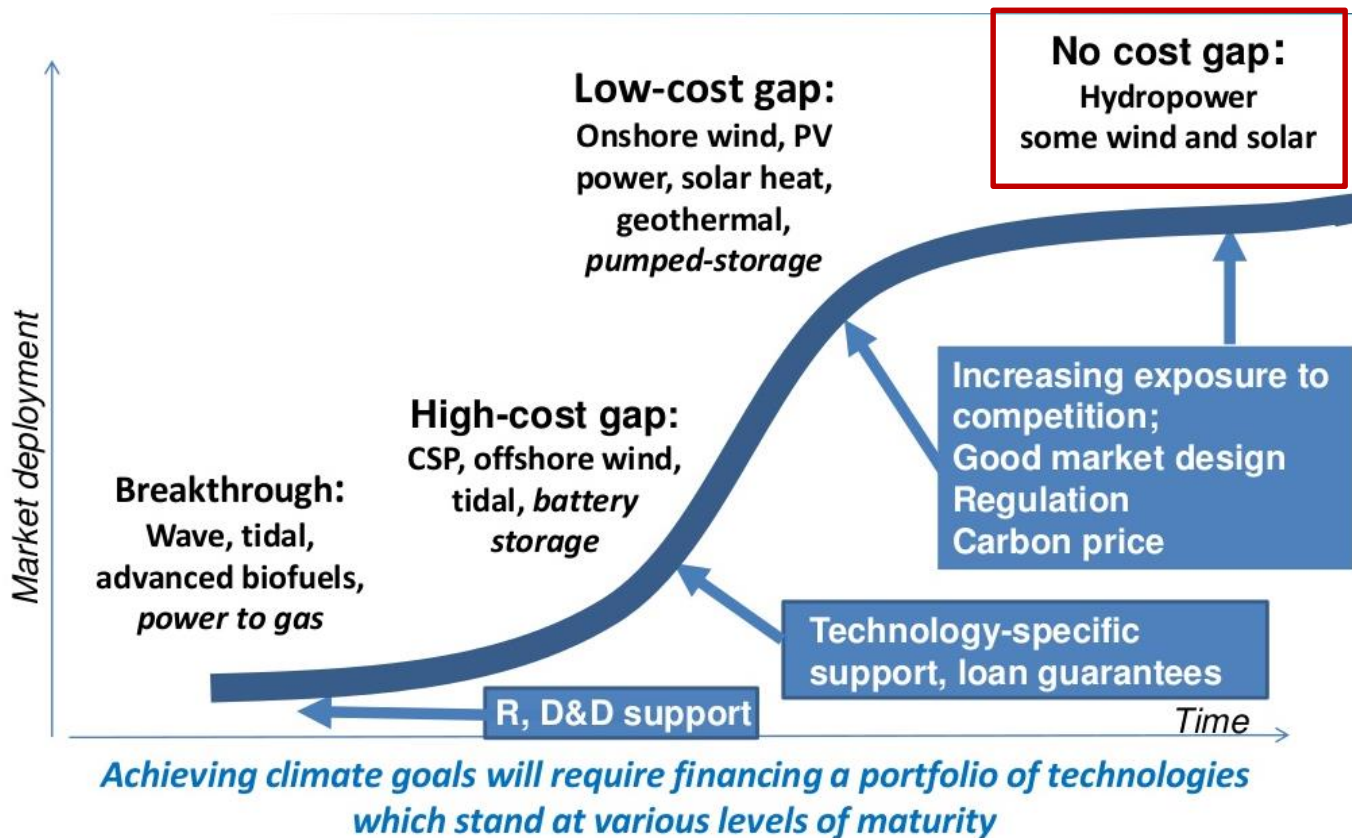 No cost gap:
Hydropower
some wind and solar
Low-cost gap:
Onshore wind, PV
power, solar heat,
geothermal,
pumped-storage
Market deployment
High-cost gap:
CSP, offshore wind,
tidal, battery
storage
Breakthrough:
Wave, tidal,
advanced biofuels,
power to gas
Increasing exposure to
competition;
Good market design
Regulation
Carbon price
Technology-specific
support, loan guarantees
R, D&D support
Time
Achieving climate goals will require financing a portfolio of technologies
which stand at various levels of maturity